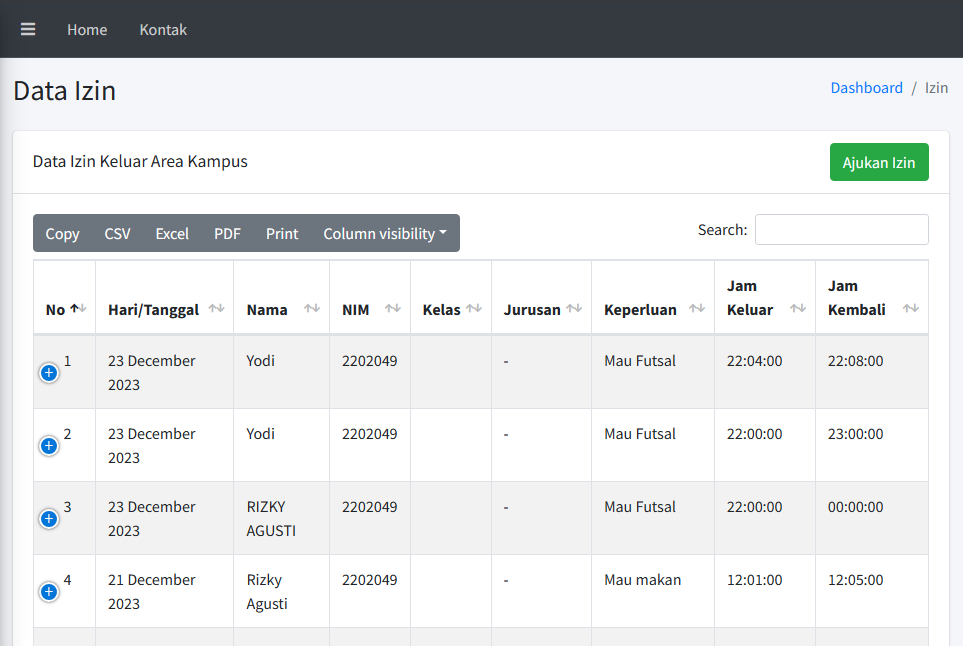 Home Kontak
Data Izin
Dashboard / Izin
Data Izin Keluar Area Kampus
Ajukan Izin
Copy CSV Excel PDF Print Column visibility
Search:
No Hari/Tanggal Nama NIM Kelas Jurusan Keperluan Jam Keluar Jam Kembali
1 23 December 2023 Yodi 2202049 - Mau Futsal 22:04:00 22:08:00
2 23 December 2023 Yodi 2202049 - Mau Futsal 22:00:00 23:00:00
3 23 December 2023 RIZKY AGUSTI 2202049 - Mau Futsal 22:00:00 00:00:00
4 21 December 2023 Rizky Agusti 2202049 - Mau makan 12:01:00 12:05:00